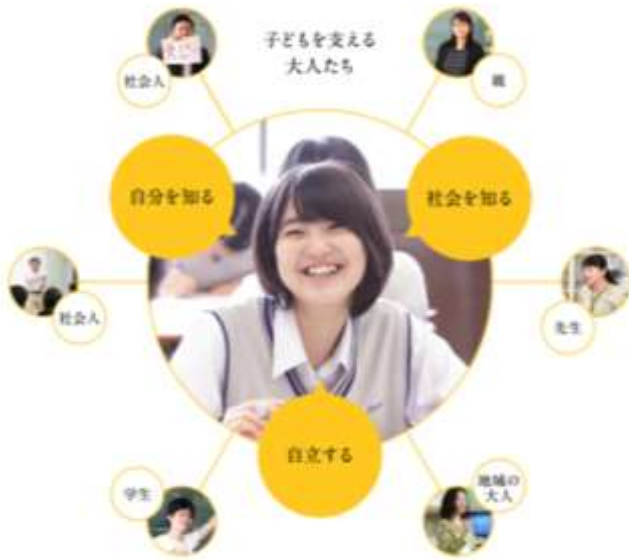 子どもを支える
大人たち
社会人
親
自分を知る
社会を知る
社会人
先生
自立する
学生
地域の
大人